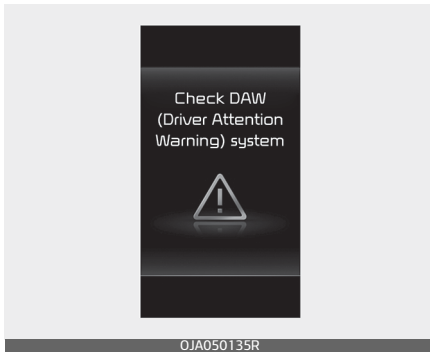 Check DAW
(Driver Attention
Warning) system
OJA050135R